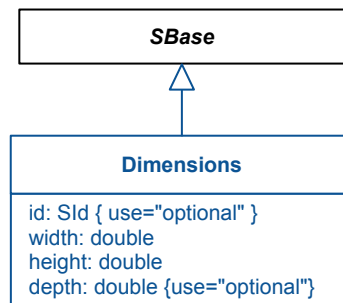 SBase
Dimensions
id: SId { use="optional" }
width: double
height: double
depth: double {use="optional"}